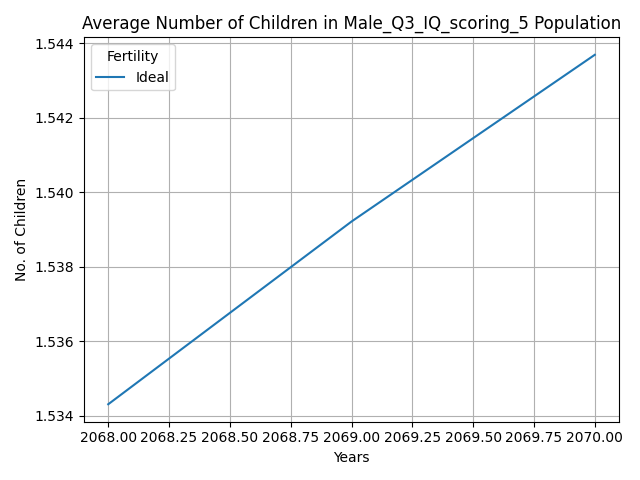 Average Number of Children in Male_Q3_IQ_scoring_5 Population
Fertility
Ideal
No. of Children
1.544
1.542
1.540
1.538
1.536
1.534
2068.00 2068.25 2068.50 2068.75 2069.00 2069.25 2069.50 2069.75 2070.00
Years